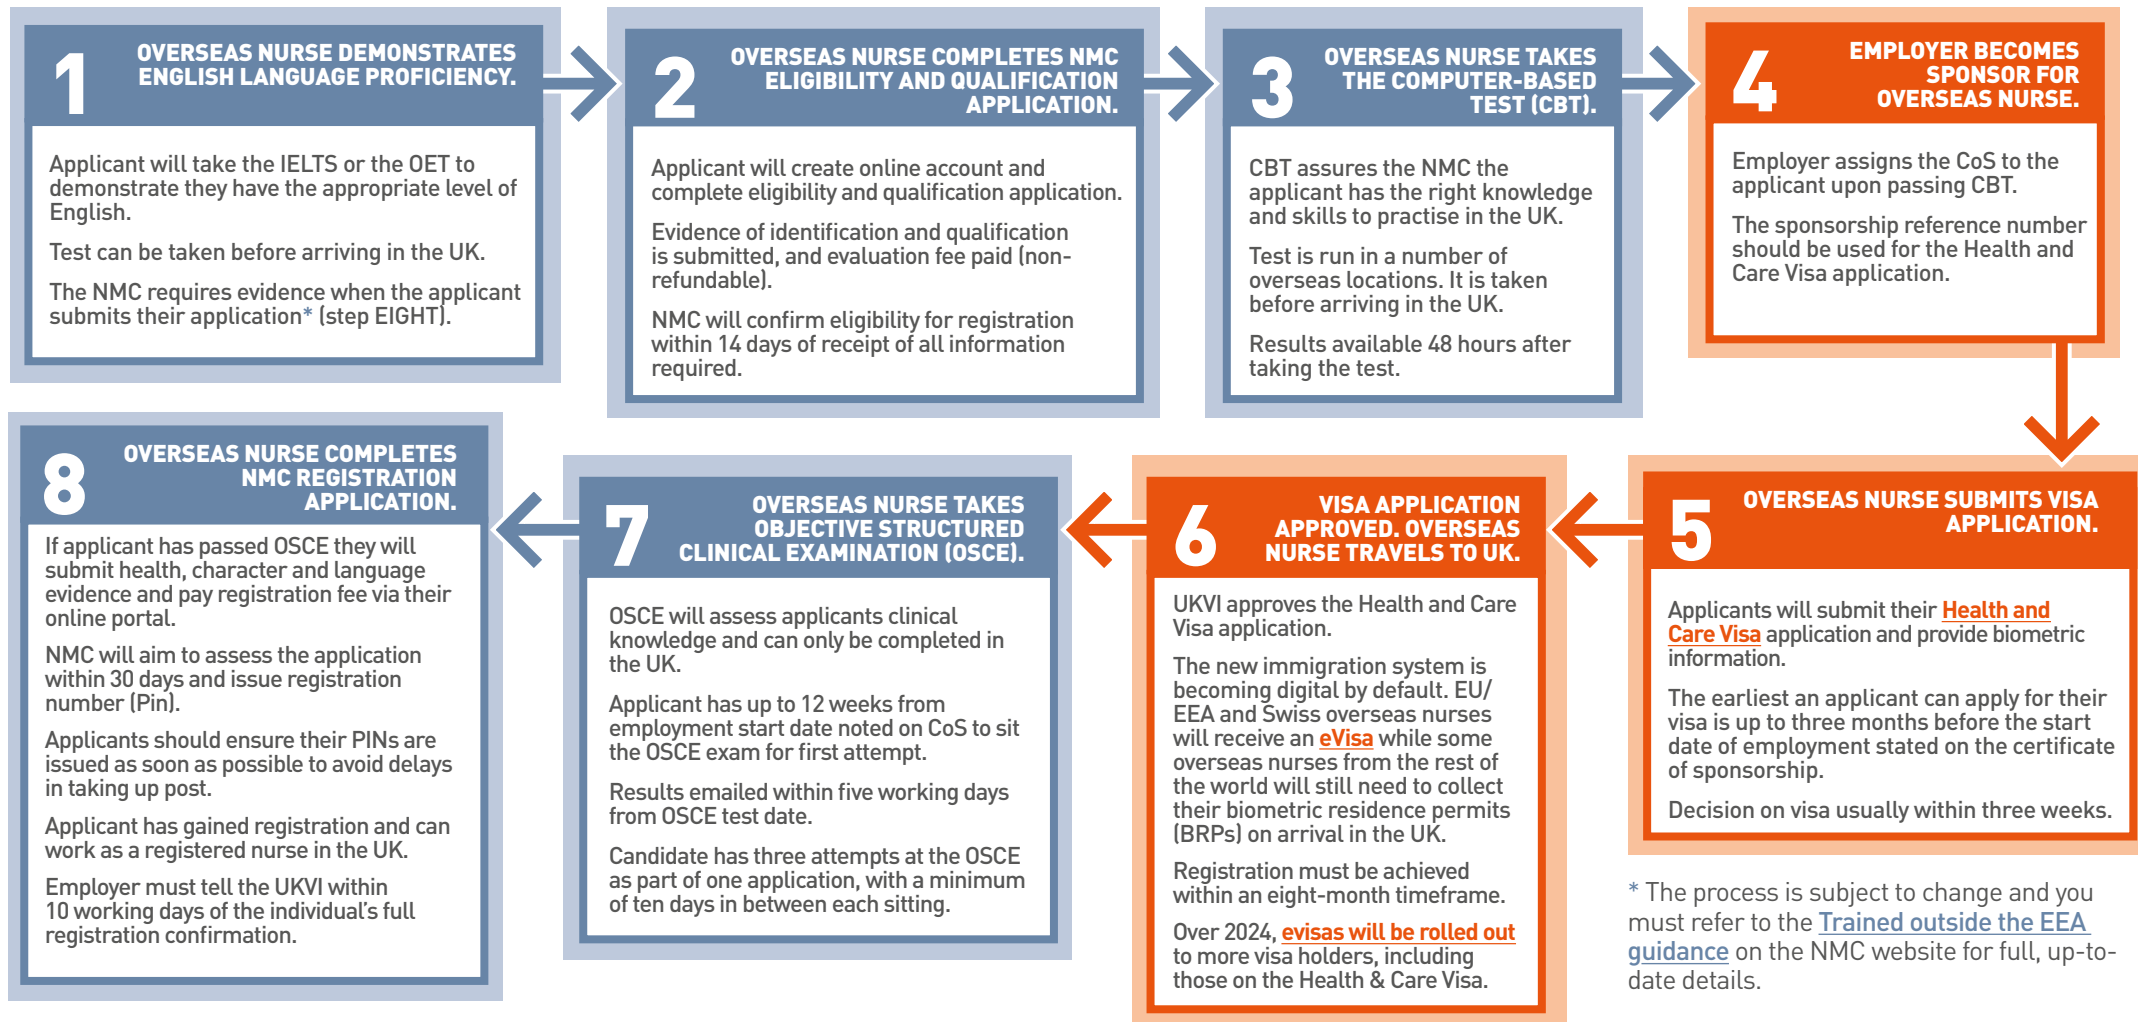 1
OVERSEAS NURSE DEMONSTRATES
ENGLISH LANGUAGE PROFICIENCY.
Applicant will take the IELTS or the OET to
demonstrate they have the appropriate level of
English.
Test can be taken before arriving in the UK.
The NMC requires evidence when the applicant
submits their application* (step EIGHT).
2
OVERSEAS NURSE COMPLETES NMC
ELIGIBILITY AND QUALIFICATION
APPLICATION.
Applicant will create online account and
complete eligibility and qualification application.
Evidence of identification and qualification
is submitted, and evaluation fee paid (non-
refundable).
NMC will confirm eligibility for registration
within 14 days of receipt of all information
required.
3
OVERSEAS NURSE TAKES
THE COMPUTER-BASED
TEST (CBT).
CBT assures the NMC the
applicant has the right knowledge
and skills to practise in the UK.
Test is run in a number of
overseas locations. It is taken
before arriving in the UK.
Results available 48 hours after
taking the test.
4
EMPLOYER BECOMES
SPONSOR FOR
OVERSEAS NURSE.
Employer assigns the CoS to the
applicant upon passing CBT.
The sponsorship reference number
should be used for the Health and
Care Visa application.
5
OVERSEAS NURSE SUBMITS VISA
APPLICATION.
Applicants will submit their Health and
Care Visa application and provide biometric
information.
The earliest an applicant can apply for their
visa is up to three months before the start
date of employment stated on the certificate
of sponsorship.
Decision on visa usually within three weeks.
6
VISA APPLICATION
APPROVED. OVERSEAS
NURSE TRAVELS TO UK.
UKVI approves the Health and Care
Visa application.
The new immigration system is
becoming digital by default. EU/
EEA and Swiss overseas nurses
will receive an eVisa while some
overseas nurses from the rest of
the world will still need to collect
their biometric residence permits
(BRPs) on arrival in the UK.
Registration must be achieved
within an eight-month timeframe.
Over 2024, evisas will be rolled out
to more visa holders, including
those on the Health & Care Visa.
7
OVERSEAS NURSE TAKES
OBJECTIVE STRUCTURED
CLINICAL EXAMINATION (OSCE).
OSCE will assess applicants clinical
knowledge and can only be completed in
the UK.
Applicant has up to 12 weeks from
employment start date noted on CoS to sit
the OSCE exam for first attempt.
Results emailed within five working days
from OSCE test date.
Candidate has three attempts at the OSCE
as part of one application, with a minimum
of ten days in between each sitting.
8
OVERSEAS NURSE COMPLETES
NMC REGISTRATION
APPLICATION.
If applicant has passed OSCE they will
submit health, character and language
evidence and pay registration fee via their
online portal.
NMC will aim to assess the application
within 30 days and issue registration
number (Pin).
Applicants should ensure their PINs are
issued as soon as possible to avoid delays
in taking up post.
Applicant has gained registration and can
work as a registered nurse in the UK.
Employer must tell the UKVI within
10 working days of the individual's full
registration confirmation.
* The process is subject to change and you
must refer to the Trained outside the EEA
guidance on the NMC website for full, up-to-
date details.